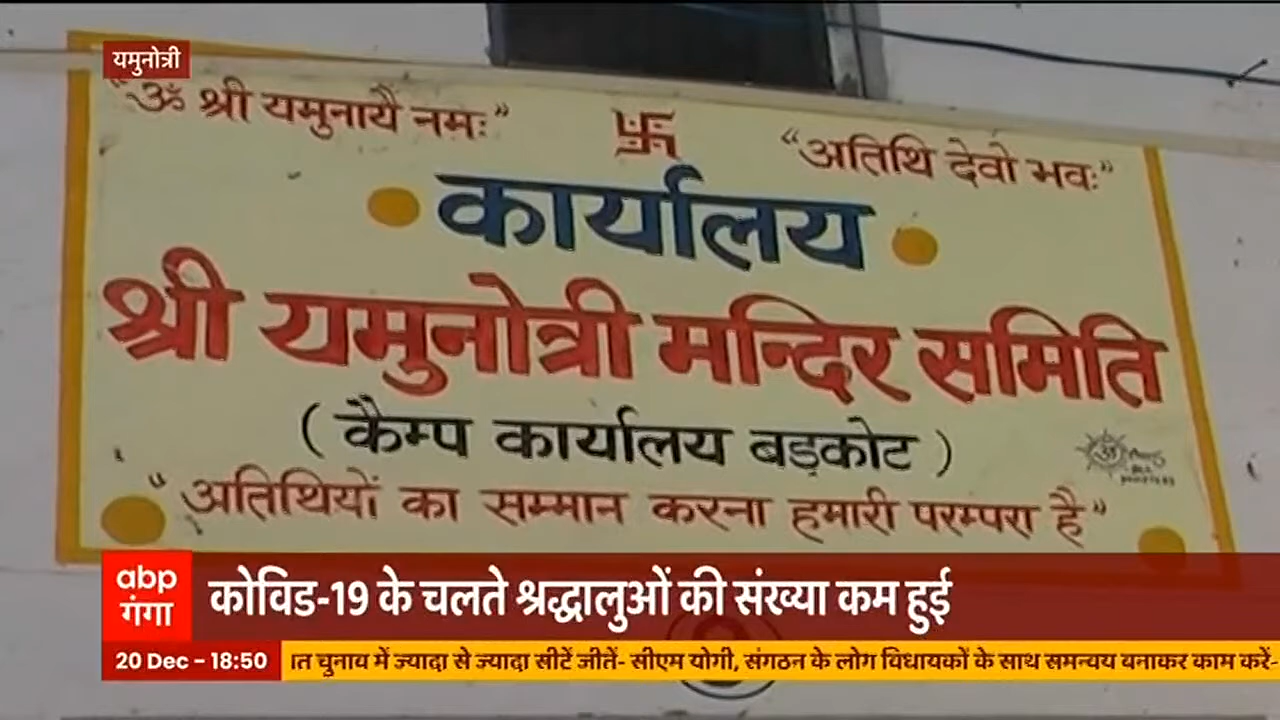 यमुनोत्री
“ॐ श्री यमुनायै नमः” “अतिथि देवो भवः”
कार्यालय
श्री यमुनोत्री मन्दिर समिति
( कैम्प कार्यालय बड़कोट )
“अतिथियों का सम्मान करना हमारी परम्परा है”
abp गंगा
कोविड-19 के चलते श्रद्धालुओं की संख्या कम हुई
20 Dec - 18:50
चुनाव में ज्यादा से ज्यादा सीटें जीतें- सीएम योगी, संगठन के लोग विधायकों के साथ समन्वय बनाकर काम करें-